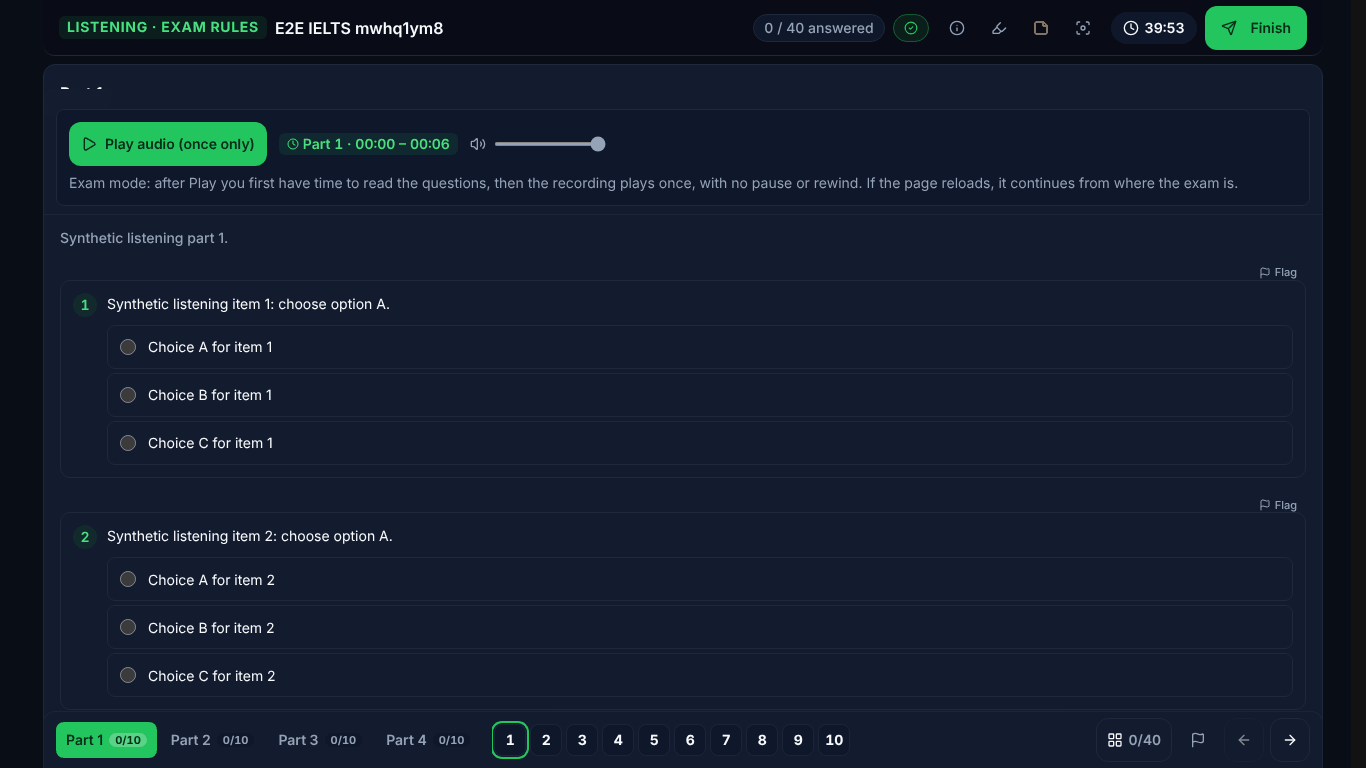 LISTENING · EXAM RULES E2E IELTS mwhq1ym8 0 / 40 answered 39:53 Finish
Play audio (once only) Part 1 · 00:00 – 00:06
Exam mode: after Play you first have time to read the questions, then the recording plays once, with no pause or rewind. If the page reloads, it continues from where the exam is.
Synthetic listening part 1.
Flag
1 Synthetic listening item 1: choose option A.
Choice A for item 1
Choice B for item 1
Choice C for item 1
Flag
2 Synthetic listening item 2: choose option A.
Choice A for item 2
Choice B for item 2
Choice C for item 2
Part 1 0/10 Part 2 0/10 Part 3 0/10 Part 4 0/10 1 2 3 4 5 6 7 8 9 10 0/40